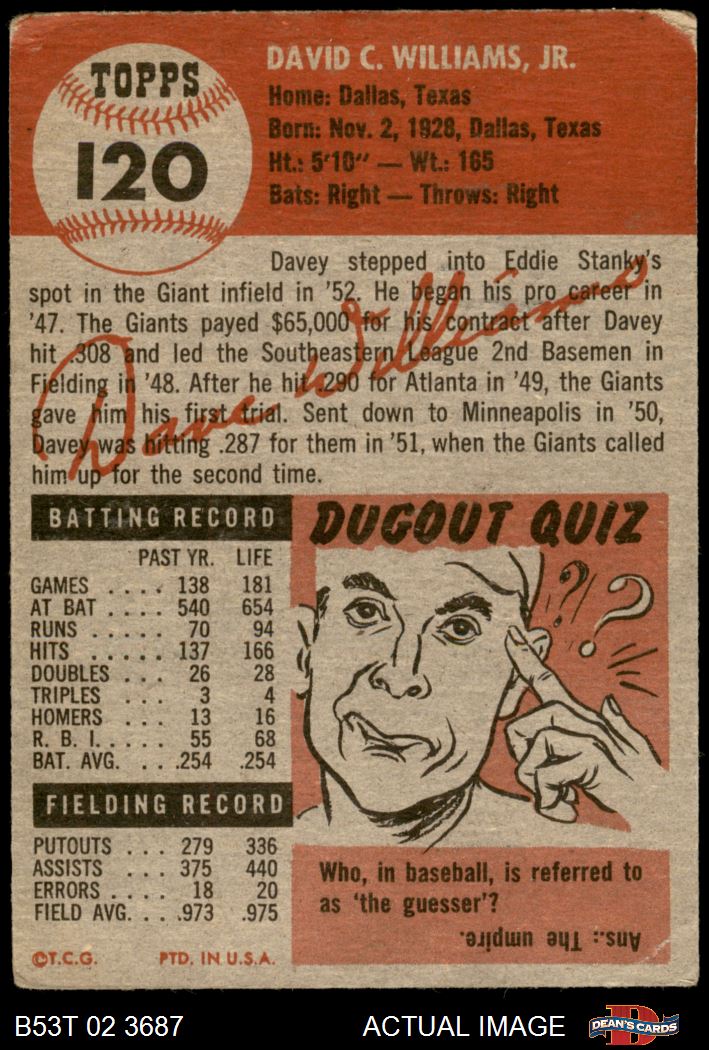 TOPPS
120
DAVID C. WILLIAMS, JR.
Home: Dallas, Texas
Born: Nov. 2, 1928, Dallas, Texas
Ht.: 5'10" — Wt.: 165
Bats: Right — Throws: Right
Davey stepped into Eddie Stanky's
spot in the Giant infield in '52. He began his pro career in
'47. The Giants payed $65,000 for his contract after Davey
hit .308 and led the Southeastern League 2nd Basemen in
Fielding in '48. After he hit .290 for Atlanta in '49, the Giants
gave him his first trial. Sent down to Minneapolis in '50,
Davey was hitting .287 for them in '51, when the Giants called
him up for the second time.
Dave Williams
BATTING RECORD
PAST YR. LIFE
GAMES . . . . 138 181
AT BAT . . . . 540 654
RUNS . . . . . 70 94
HITS . . . . . 137 166
DOUBLES . . . 26 28
TRIPLES . . . 3 4
HOMERS . . . 13 16
R. B. I. . . . . . 55 68
BAT. AVG. . . . .254 .254
FIELDING RECORD
PUTOUTS . . . 279 336
ASSISTS . . . 375 440
ERRORS . . . . 18 20
FIELD AVG. . . . .973 .975
©T.C.G. PTD. IN U.S.A.
DUGOUT QUIZ
? ? !
Who, in baseball, is referred to
as 'the guesser'?
Ans.: The umpire.
B53T 02 3687 ACTUAL IMAGE
D
DEAN'S CARDS